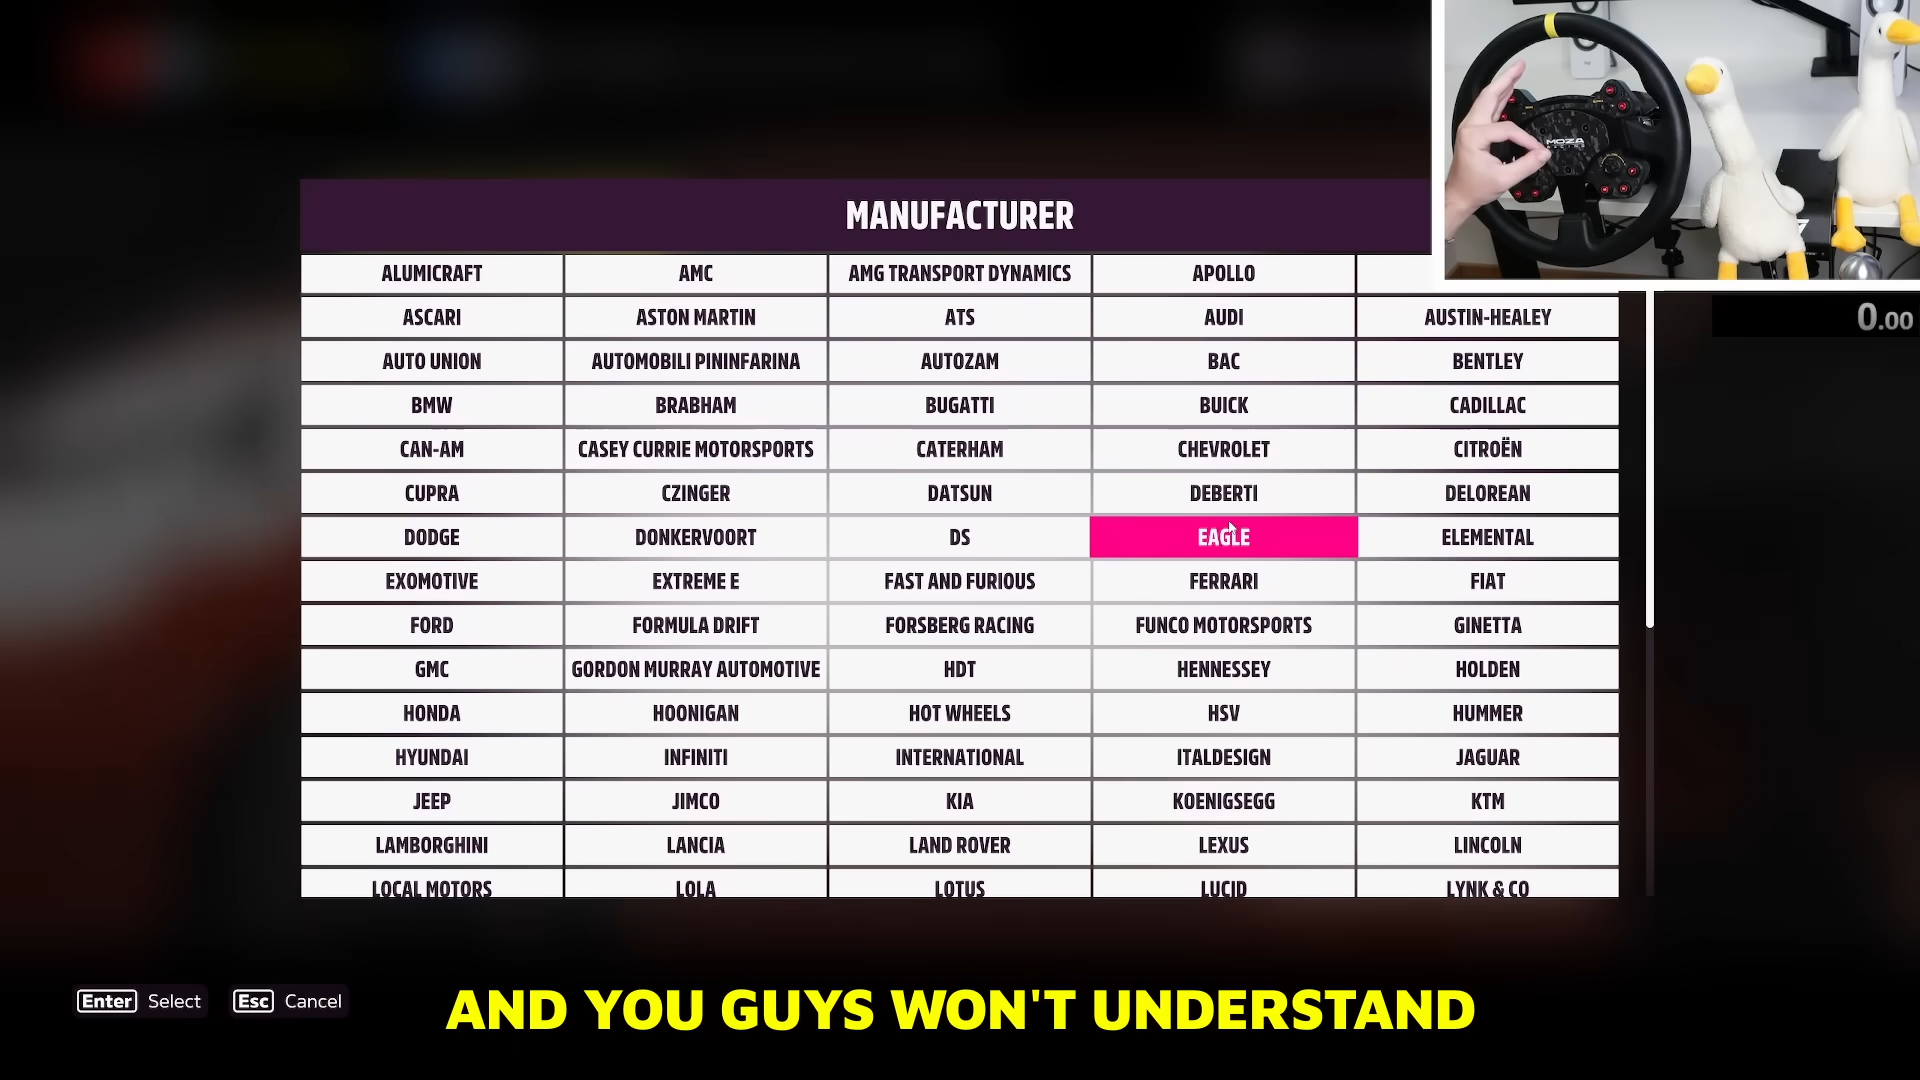 MOZA
MANUFACTURER
ALUMICRAFT AMC AMG TRANSPORT DYNAMICS APOLLO
0.00
ASCARI ASTON MARTIN ATS AUDI AUSTIN-HEALEY
AUTO UNION AUTOMOBILI PININFARINA AUTOZAM BAC BENTLEY
BMW BRABHAM BUGATTI BUICK CADILLAC
CAN-AM CASEY CURRIE MOTORSPORTS CATERHAM CHEVROLET CITROËN
CUPRA CZINGER DATSUN DEBERTI DELOREAN
DODGE DONKERVOORT DS EAGLE ELEMENTAL
EXOMOTIVE EXTREME E FAST AND FURIOUS FERRARI FIAT
FORD FORMULA DRIFT FORSBERG RACING FUNCO MOTORSPORTS GINETTA
GMC GORDON MURRAY AUTOMOTIVE HDT HENNESSEY HOLDEN
HONDA HOONIGAN HOT WHEELS HSV HUMMER
HYUNDAI INFINITI INTERNATIONAL ITALDESIGN JAGUAR
JEEP JIMCO KIA KOENIGSEGG KTM
LAMBORGHINI LANCIA LAND ROVER LEXUS LINCOLN
LOCAL MOTORS LOLA LOTUS LUCID LYNK & CO
Enter Select Esc Cancel
AND YOU GUYS WON'T UNDERSTAND